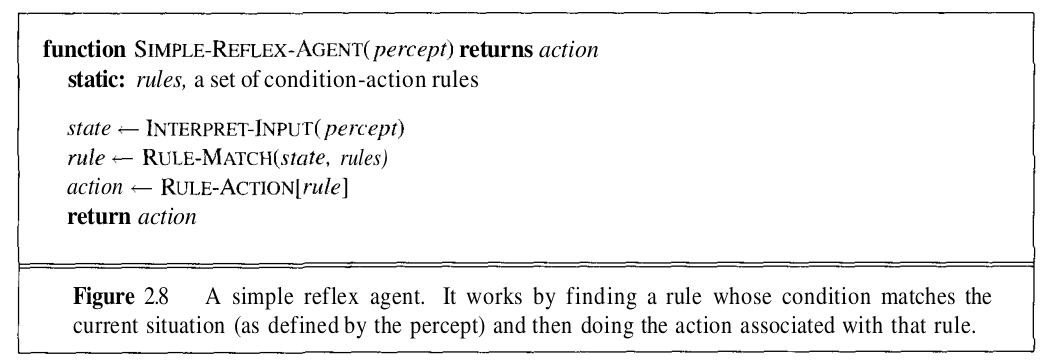 function SIMPLE-REFLEX-AGENT(percept) returns action
static: rules, a set of condition-action rules
state ← INTERPRET-INPUT(percept)
rule ← RULE-MATCH(state, rules)
action ← RULE-ACTION[rule]
return action
Figure 2.8 A simple reflex agent. It works by finding a rule whose condition matches the
current situation (as defined by the percept) and then doing the action associated with that rule.